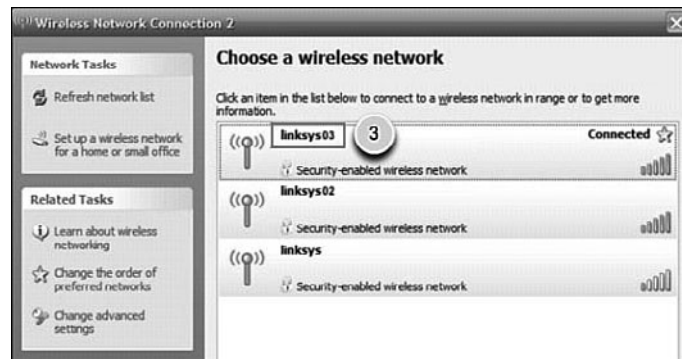 Wireless Network Connection 2
Network Tasks
Refresh network list
Set up a wireless network
for a home or small office
Related Tasks
Learn about wireless
networking
Change the order of
preferred networks
Change advanced
settings
Choose a wireless network
Click an item in the list below to connect to a wireless network in range or to get more
information.
linksys03 3 Connected
Security-enabled wireless network
linksys02
Security-enabled wireless network
linksys
Security-enabled wireless network